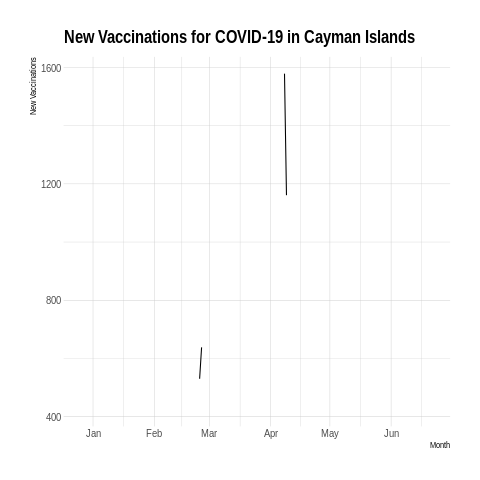 New Vaccinations for COVID-19 in Cayman Islands
New Vaccinations
1600
1200
800
400
Jan Feb Mar Apr May Jun
Month